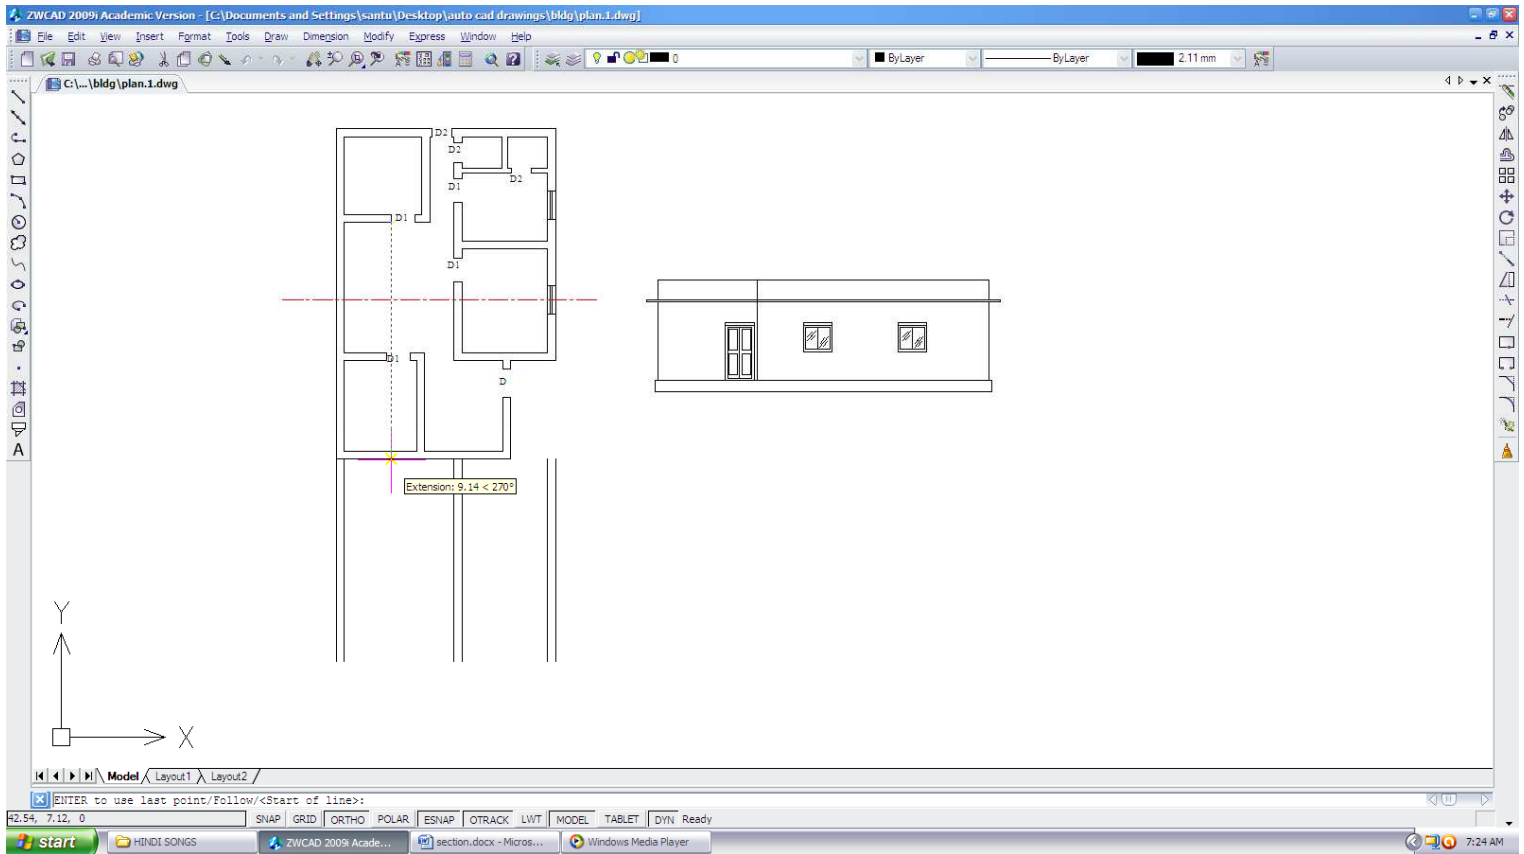 ZWCAD 2009i Academic Version - [C:\Documents and Settings\santu\Desktop\auto cad drawings\bldg\plan.1.dwg]
File Edit View Insert Format Tools Draw Dimension Modify Express Window Help
0 ByLayer ByLayer 2.11 mm
C:\...\bldg\plan.1.dwg
D2
D2
D2
D1
D1
D1
D1
D
Extension: 9.14 < 270°
Y
X
A
Model Layout1 Layout2
ENTER to use last point/Follow/<Start of line>:
42.54, 7.12, 0 SNAP GRID ORTHO POLAR ESNAP OTRACK LWT MODEL TABLET DYN Ready
start HINDI SONGS ZWCAD 2009i Acade... section.docx - Micros... Windows Media Player 7:24 AM